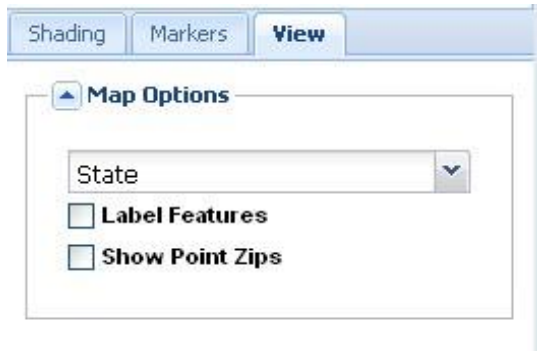 Shading Markers View
Map Options
State
Label Features
Show Point Zips